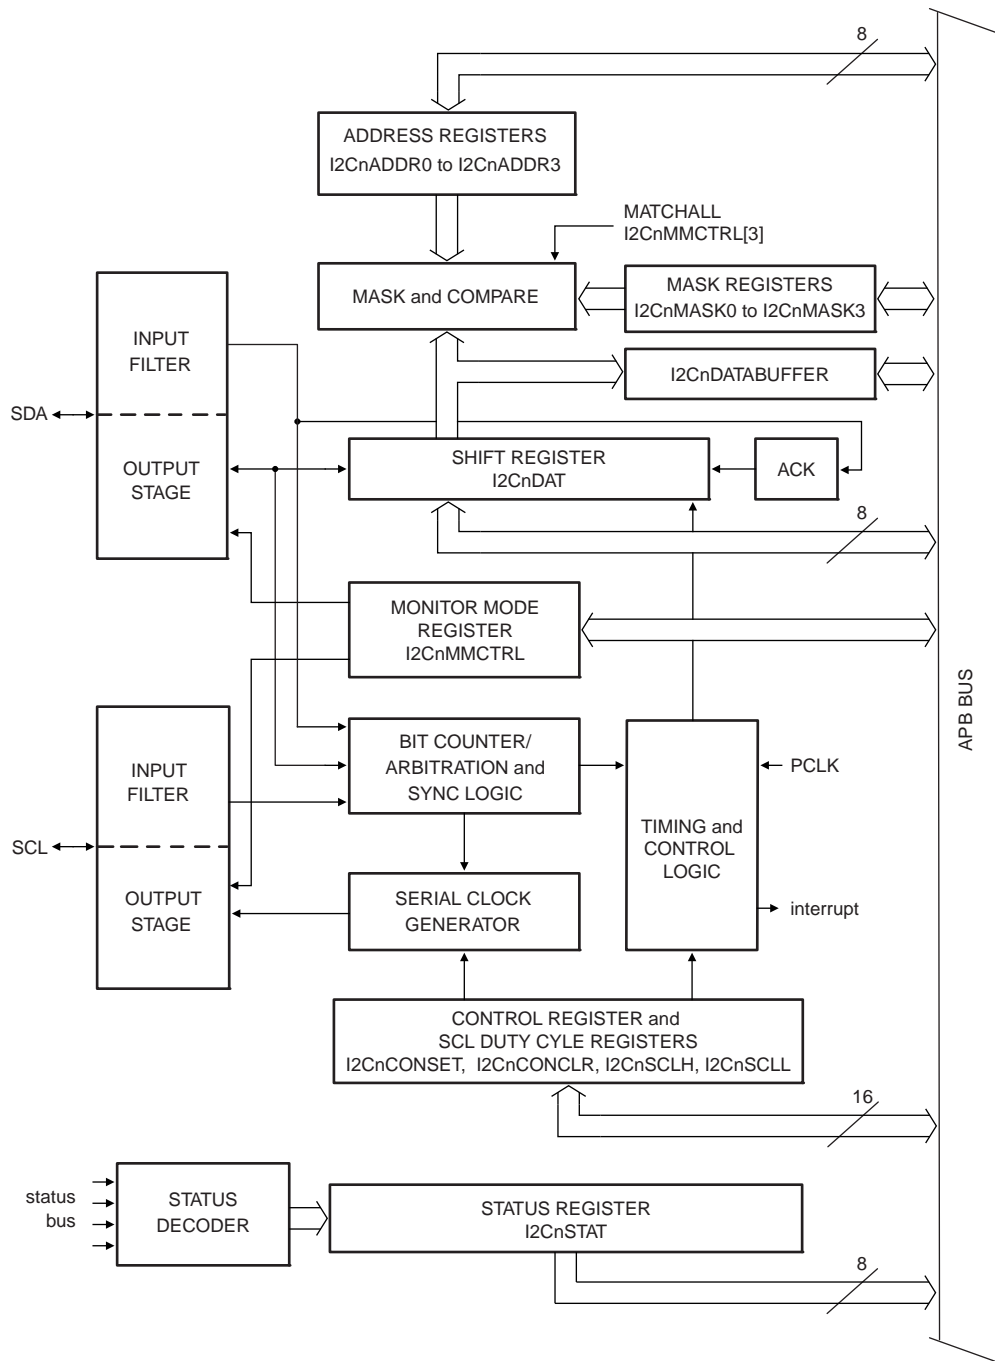 8
ADDRESS REGISTERS
I2CnADDR0 to I2CnADDR3
MATCHALL
I2CnMMCTRL[3]
MASK and COMPARE
MASK REGISTERS
I2CnMASK0 to I2CnMASK3
INPUT
FILTER
I2CnDATABUFFER
SDA
OUTPUT
STAGE
SHIFT REGISTER
I2CnDAT
ACK
8
MONITOR MODE
REGISTER
I2CnMMCTRL
APB BUS
INPUT
FILTER
BIT COUNTER/
ARBITRATION and
SYNC LOGIC
PCLK
SCL
TIMING and
CONTROL
LOGIC
OUTPUT
STAGE
SERIAL CLOCK
GENERATOR
interrupt
CONTROL REGISTER and
SCL DUTY CYLE REGISTERS
I2CnCONSET, I2CnCONCLR, I2CnSCLH, I2CnSCLL
16
status
bus
STATUS
DECODER
STATUS REGISTER
I2CnSTAT
8